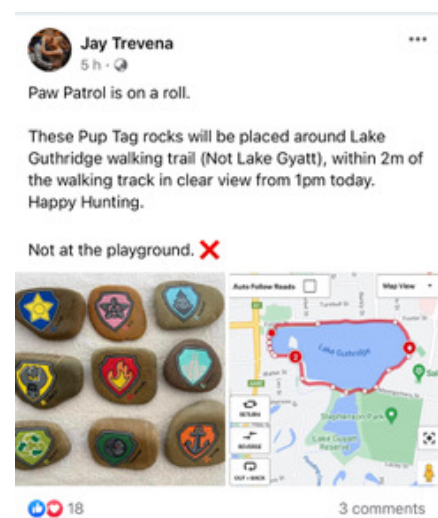 Jay Trevena
5 h
Paw Patrol is on a roll.
These Pup Tag rocks will be placed around Lake
Guthridge walking trail (Not Lake Gyatt), within 2m of
the walking track in clear view from 1pm today.
Happy Hunting.
Not at the playground. ❌
Auto Follow Roads
Map View
Lake Guthridge
Stephenson Park
Lake Gyatt
Reserve
RETURN
REVERSE
OUT + BACK
18
3 comments